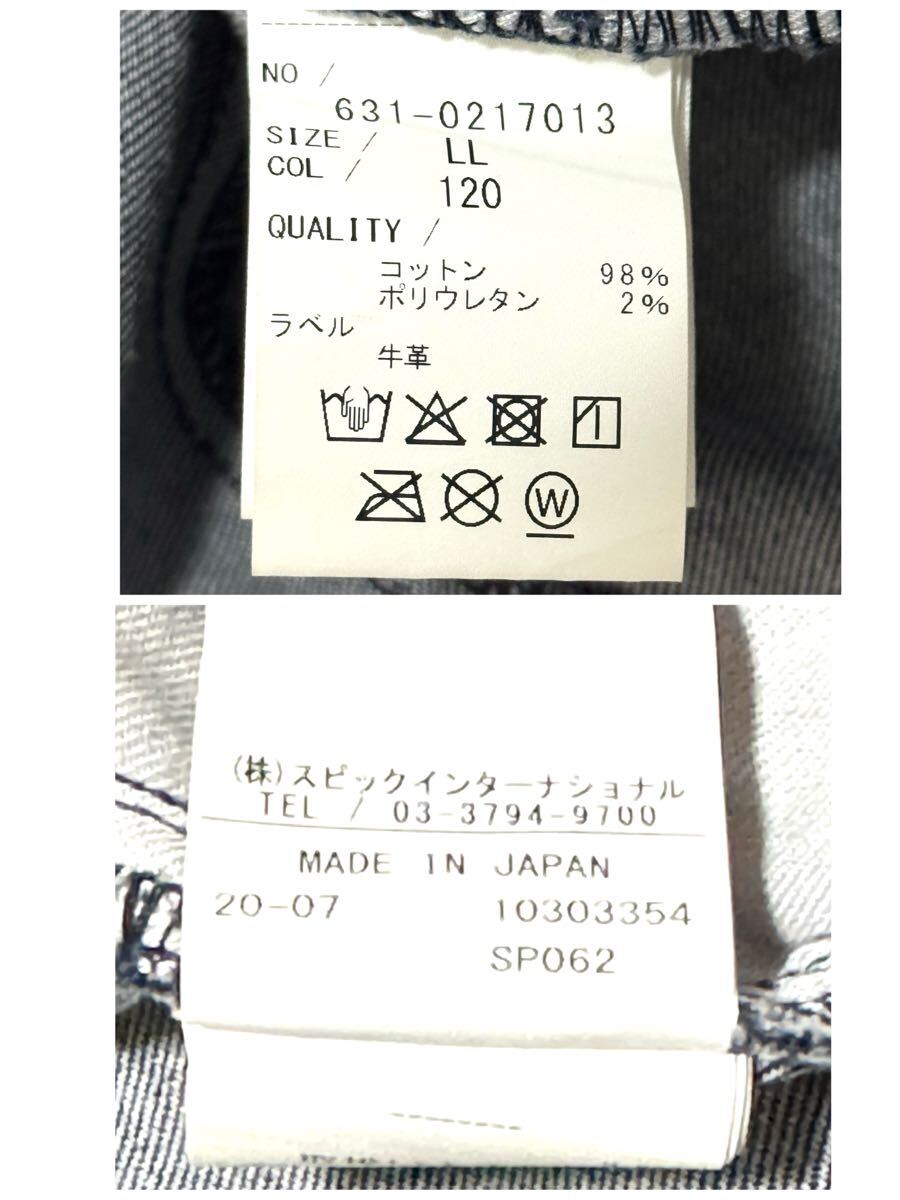 NO /
631-0217013
SIZE / LL
COL / 120
QUALITY /
コットン 98%
ポリウレタン 2%
ラベル
牛革
W
(株)スピックインターナショナル
TEL / 03-3794-9700
MADE IN JAPAN
20-07 10303354
SP062